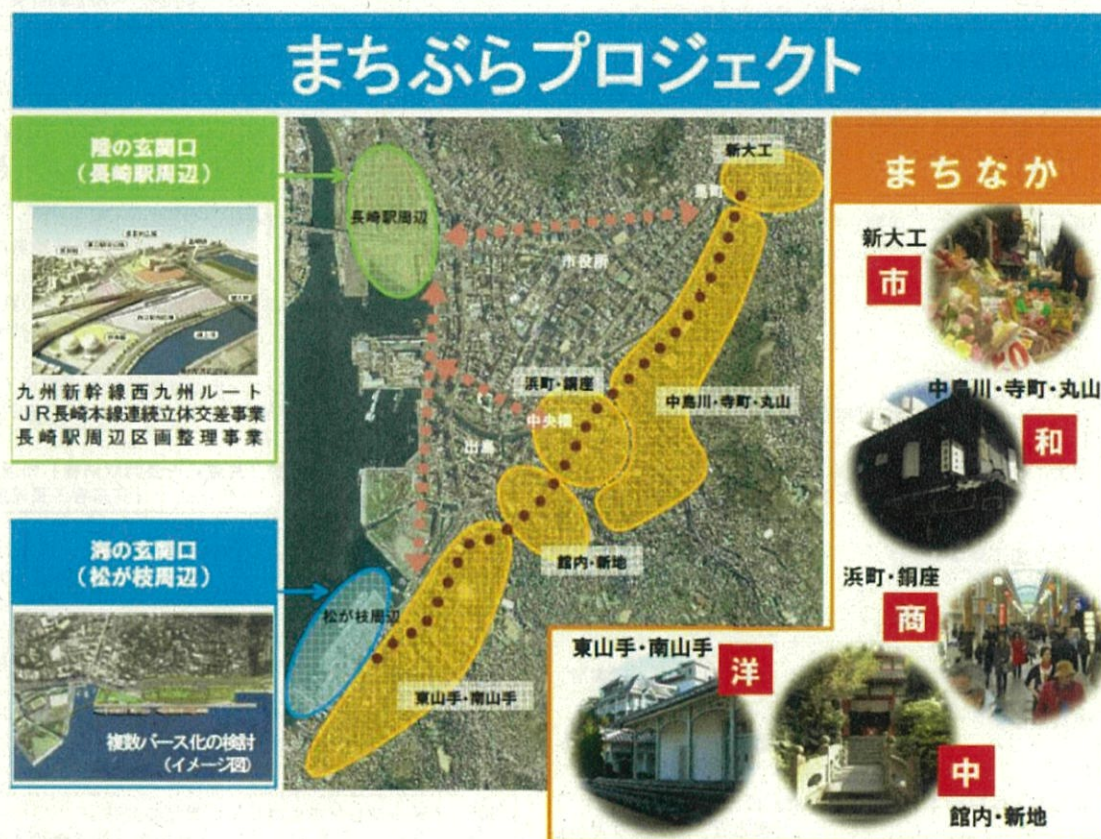 まちぶらプロジェクト
陸の玄関口
（長崎駅周辺）
九州新幹線西九州ルート
ＪＲ長崎本線連続立体交差事業
長崎駅周辺区画整理事業
海の玄関口
（松が枝周辺）
複数バース化の検討
（イメージ図）
新大工
長崎駅周辺
市役所
浜町・銅座
中島川・寺町・丸山
中央橋
出島
館内・新地
松が枝周辺
東山手・南山手
まちなか
新大工
市
中島川・寺町・丸山
和
浜町・銅座
商
東山手・南山手
洋
中
館内・新地